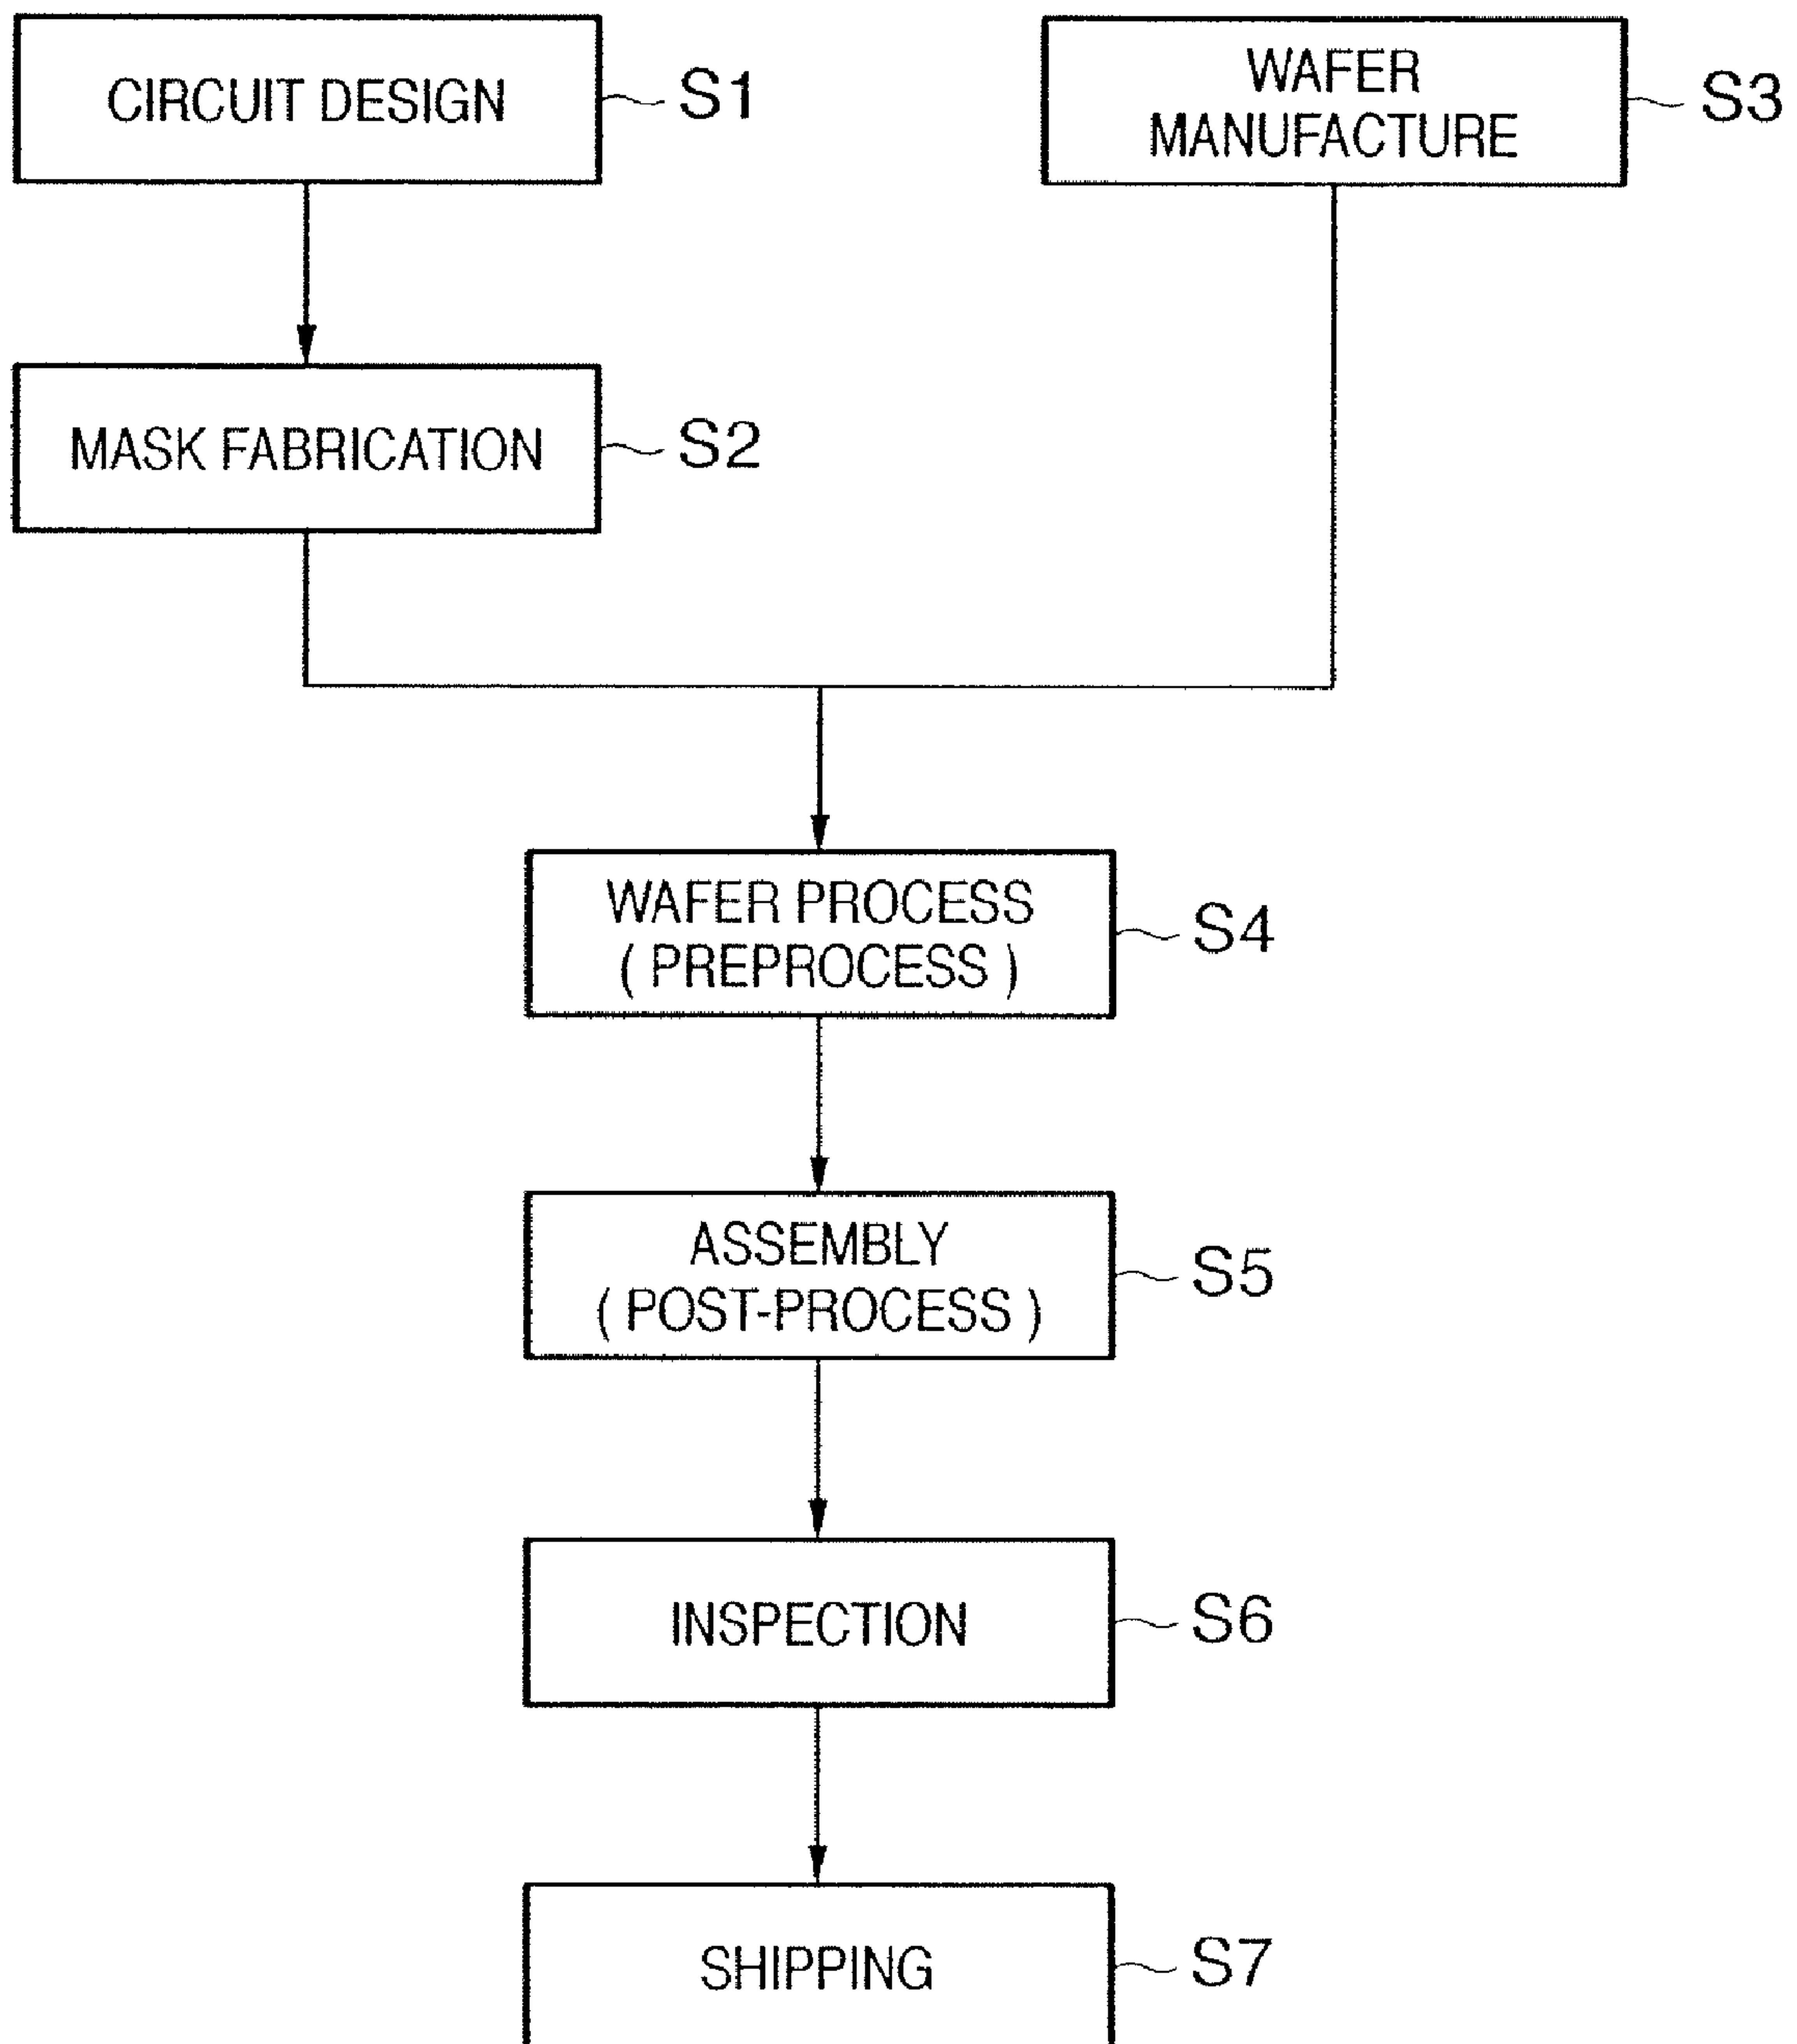 CIRCUIT DESIGN
S1
WAFER
MANUFACTURE
S3
MASK FABRICATION
S2
WAFER PROCESS
( PREPROCESS )
S4
ASSEMBLY
( POST-PROCESS )
S5
INSPECTION
S6
SHIPPING
S7